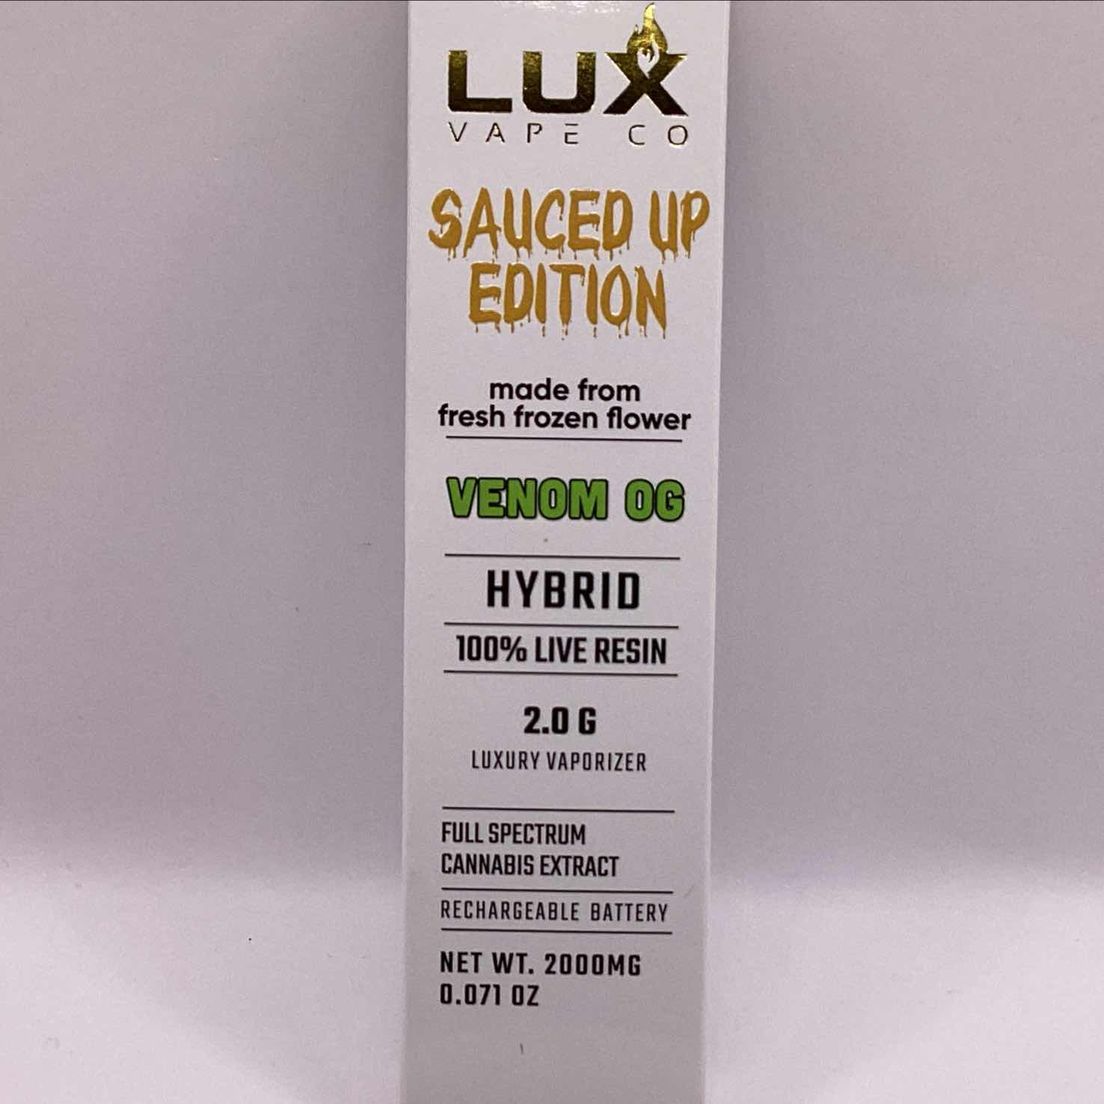 LUX
VAPE CO
SAUCED UP
EDITION
made from
fresh frozen flower
VENOM OG
HYBRID
100% LIVE RESIN
2.0 G
LUXURY VAPORIZER
FULL SPECTRUM
CANNABIS EXTRACT
RECHARGEABLE BATTERY
NET WT. 2000MG
0.071 OZ